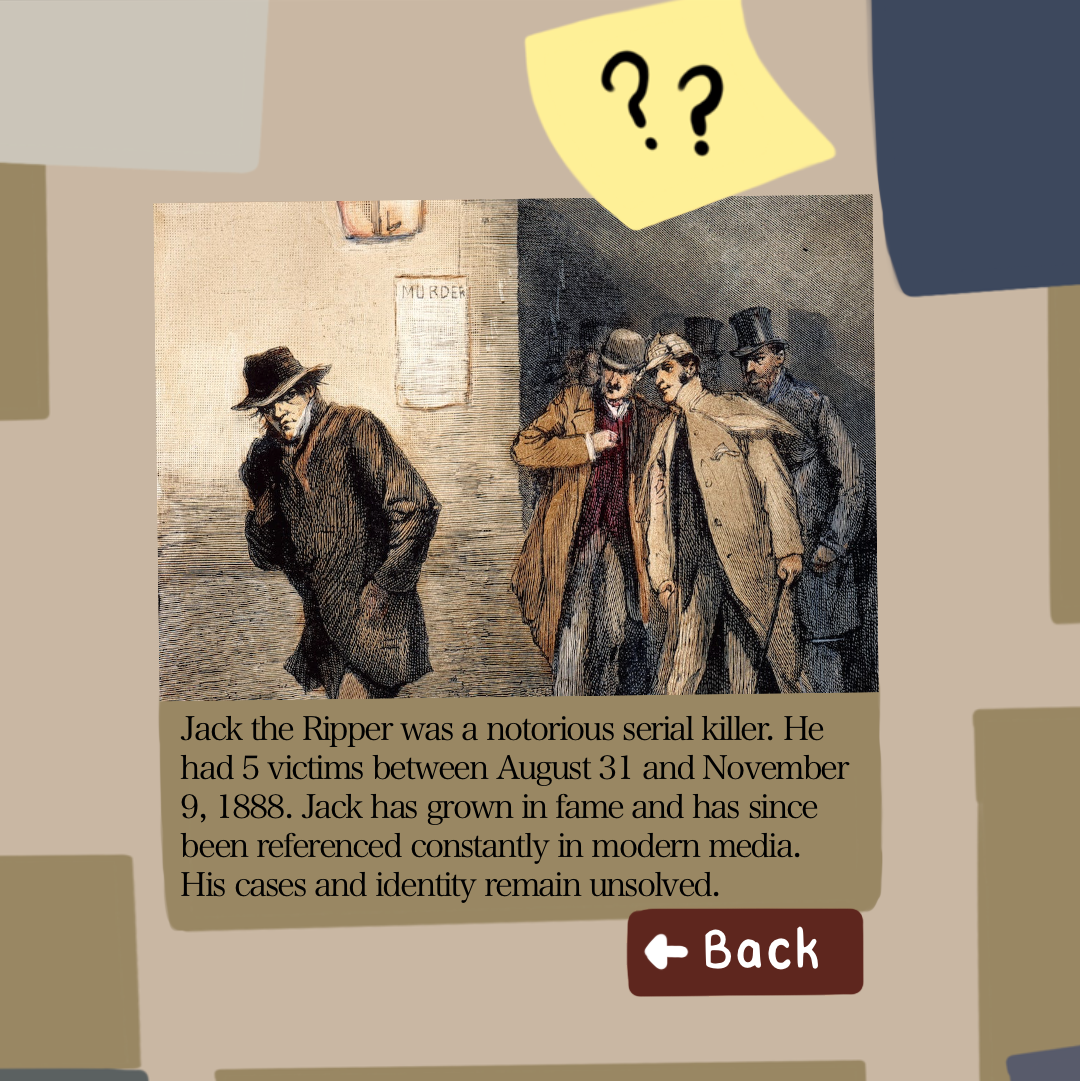 ??
MURDER
Jack the Ripper was a notorious serial killer. He
had 5 victims between August 31 and November
9, 1888. Jack has grown in fame and has since
been referenced constantly in modern media.
His cases and identity remain unsolved.
Back